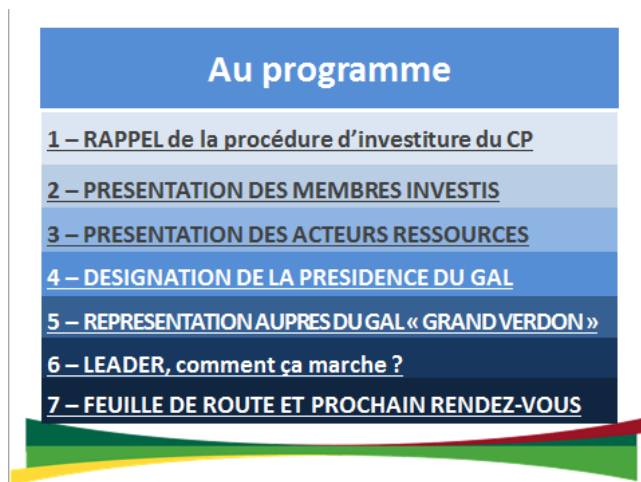 Au programme
1 – RAPPEL de la procédure d'investiture du CP
2 – PRESENTATION DES MEMBRES INVESTIS
3 – PRESENTATION DES ACTEURS RESSOURCES
4 – DESIGNATION DE LA PRESIDENCE DU GAL
5 – REPRESENTATION AUPRES DU GAL « GRAND VERDON »
6 – LEADER, comment ça marche ?
7 – FEUILLE DE ROUTE ET PROCHAIN RENDEZ-VOUS